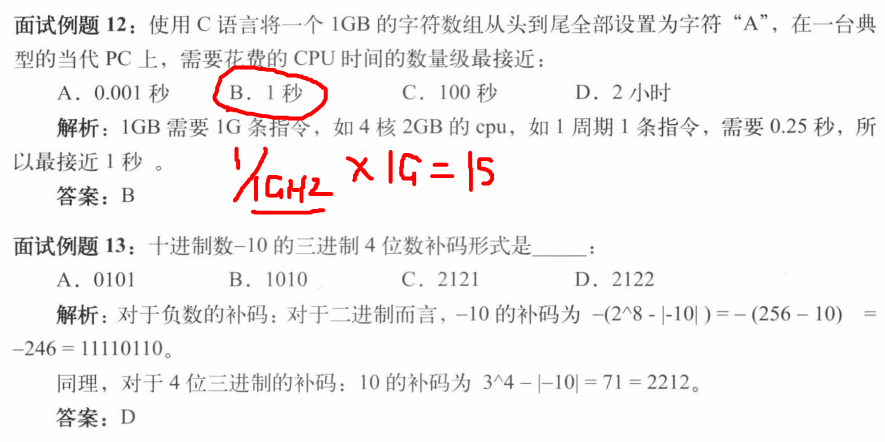 面试例题 12：使用 C 语言将一个 1GB 的字符数组从头到尾全部设置为字符“A”，在一台典
型的当代 PC 上，需要花费的 CPU 时间的数量级最接近：
A．0.001 秒 B．1 秒 C．100 秒 D．2 小时
解析：1GB 需要 1G 条指令，如 4 核 2GB 的 cpu，如 1 周期 1 条指令，需要 0.25 秒，所
以最接近 1 秒 。
1/1GHZ × 1G = 1S
答案：B
面试例题 13：十进制数–10 的三进制 4 位数补码形式是_____：
A．0101 B．1010 C．2121 D．2122
解析：对于负数的补码：对于二进制而言，–10 的补码为 –(2^8 - |-10| ) = – (256 – 10) =
–246 = 11110110。
同理，对于 4 位三进制的补码：10 的补码为 3^4 – |–10| = 71 = 2212。
答案：D